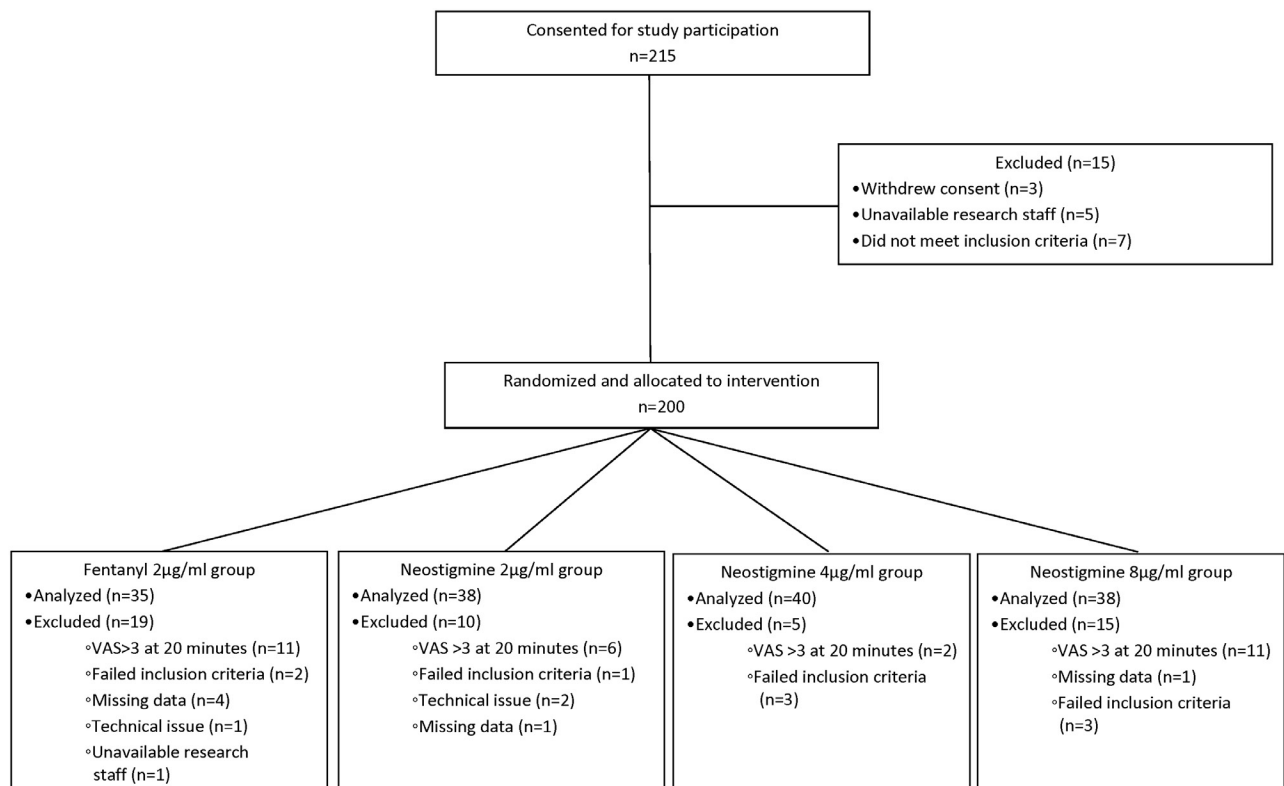 Consented for study participation
n=215
Excluded (n=15)
•Withdrew consent (n=3)
•Unavailable research staff (n=5)
•Did not meet inclusion criteria (n=7)
Randomized and allocated to intervention
n=200
Fentanyl 2µg/ml group
•Analyzed (n=35)
•Excluded (n=19)
◦VAS>3 at 20 minutes (n=11)
◦Failed inclusion criteria (n=2)
◦Missing data (n=4)
◦Technical issue (n=1)
◦Unavailable research
staff (n=1)
Neostigmine 2µg/ml group
•Analyzed (n=38)
•Excluded (n=10)
◦VAS >3 at 20 minutes (n=6)
◦Failed inclusion criteria (n=1)
◦Technical issue (n=2)
◦Missing data (n=1)
Neostigmine 4µg/ml group
•Analyzed (n=40)
•Excluded (n=5)
◦VAS >3 at 20 minutes (n=2)
◦Failed inclusion criteria
(n=3)
Neostigmine 8µg/ml group
•Analyzed (n=38)
•Excluded (n=15)
◦VAS >3 at 20 minutes (n=11)
◦Missing data (n=1)
◦Failed inclusion criteria
(n=3)